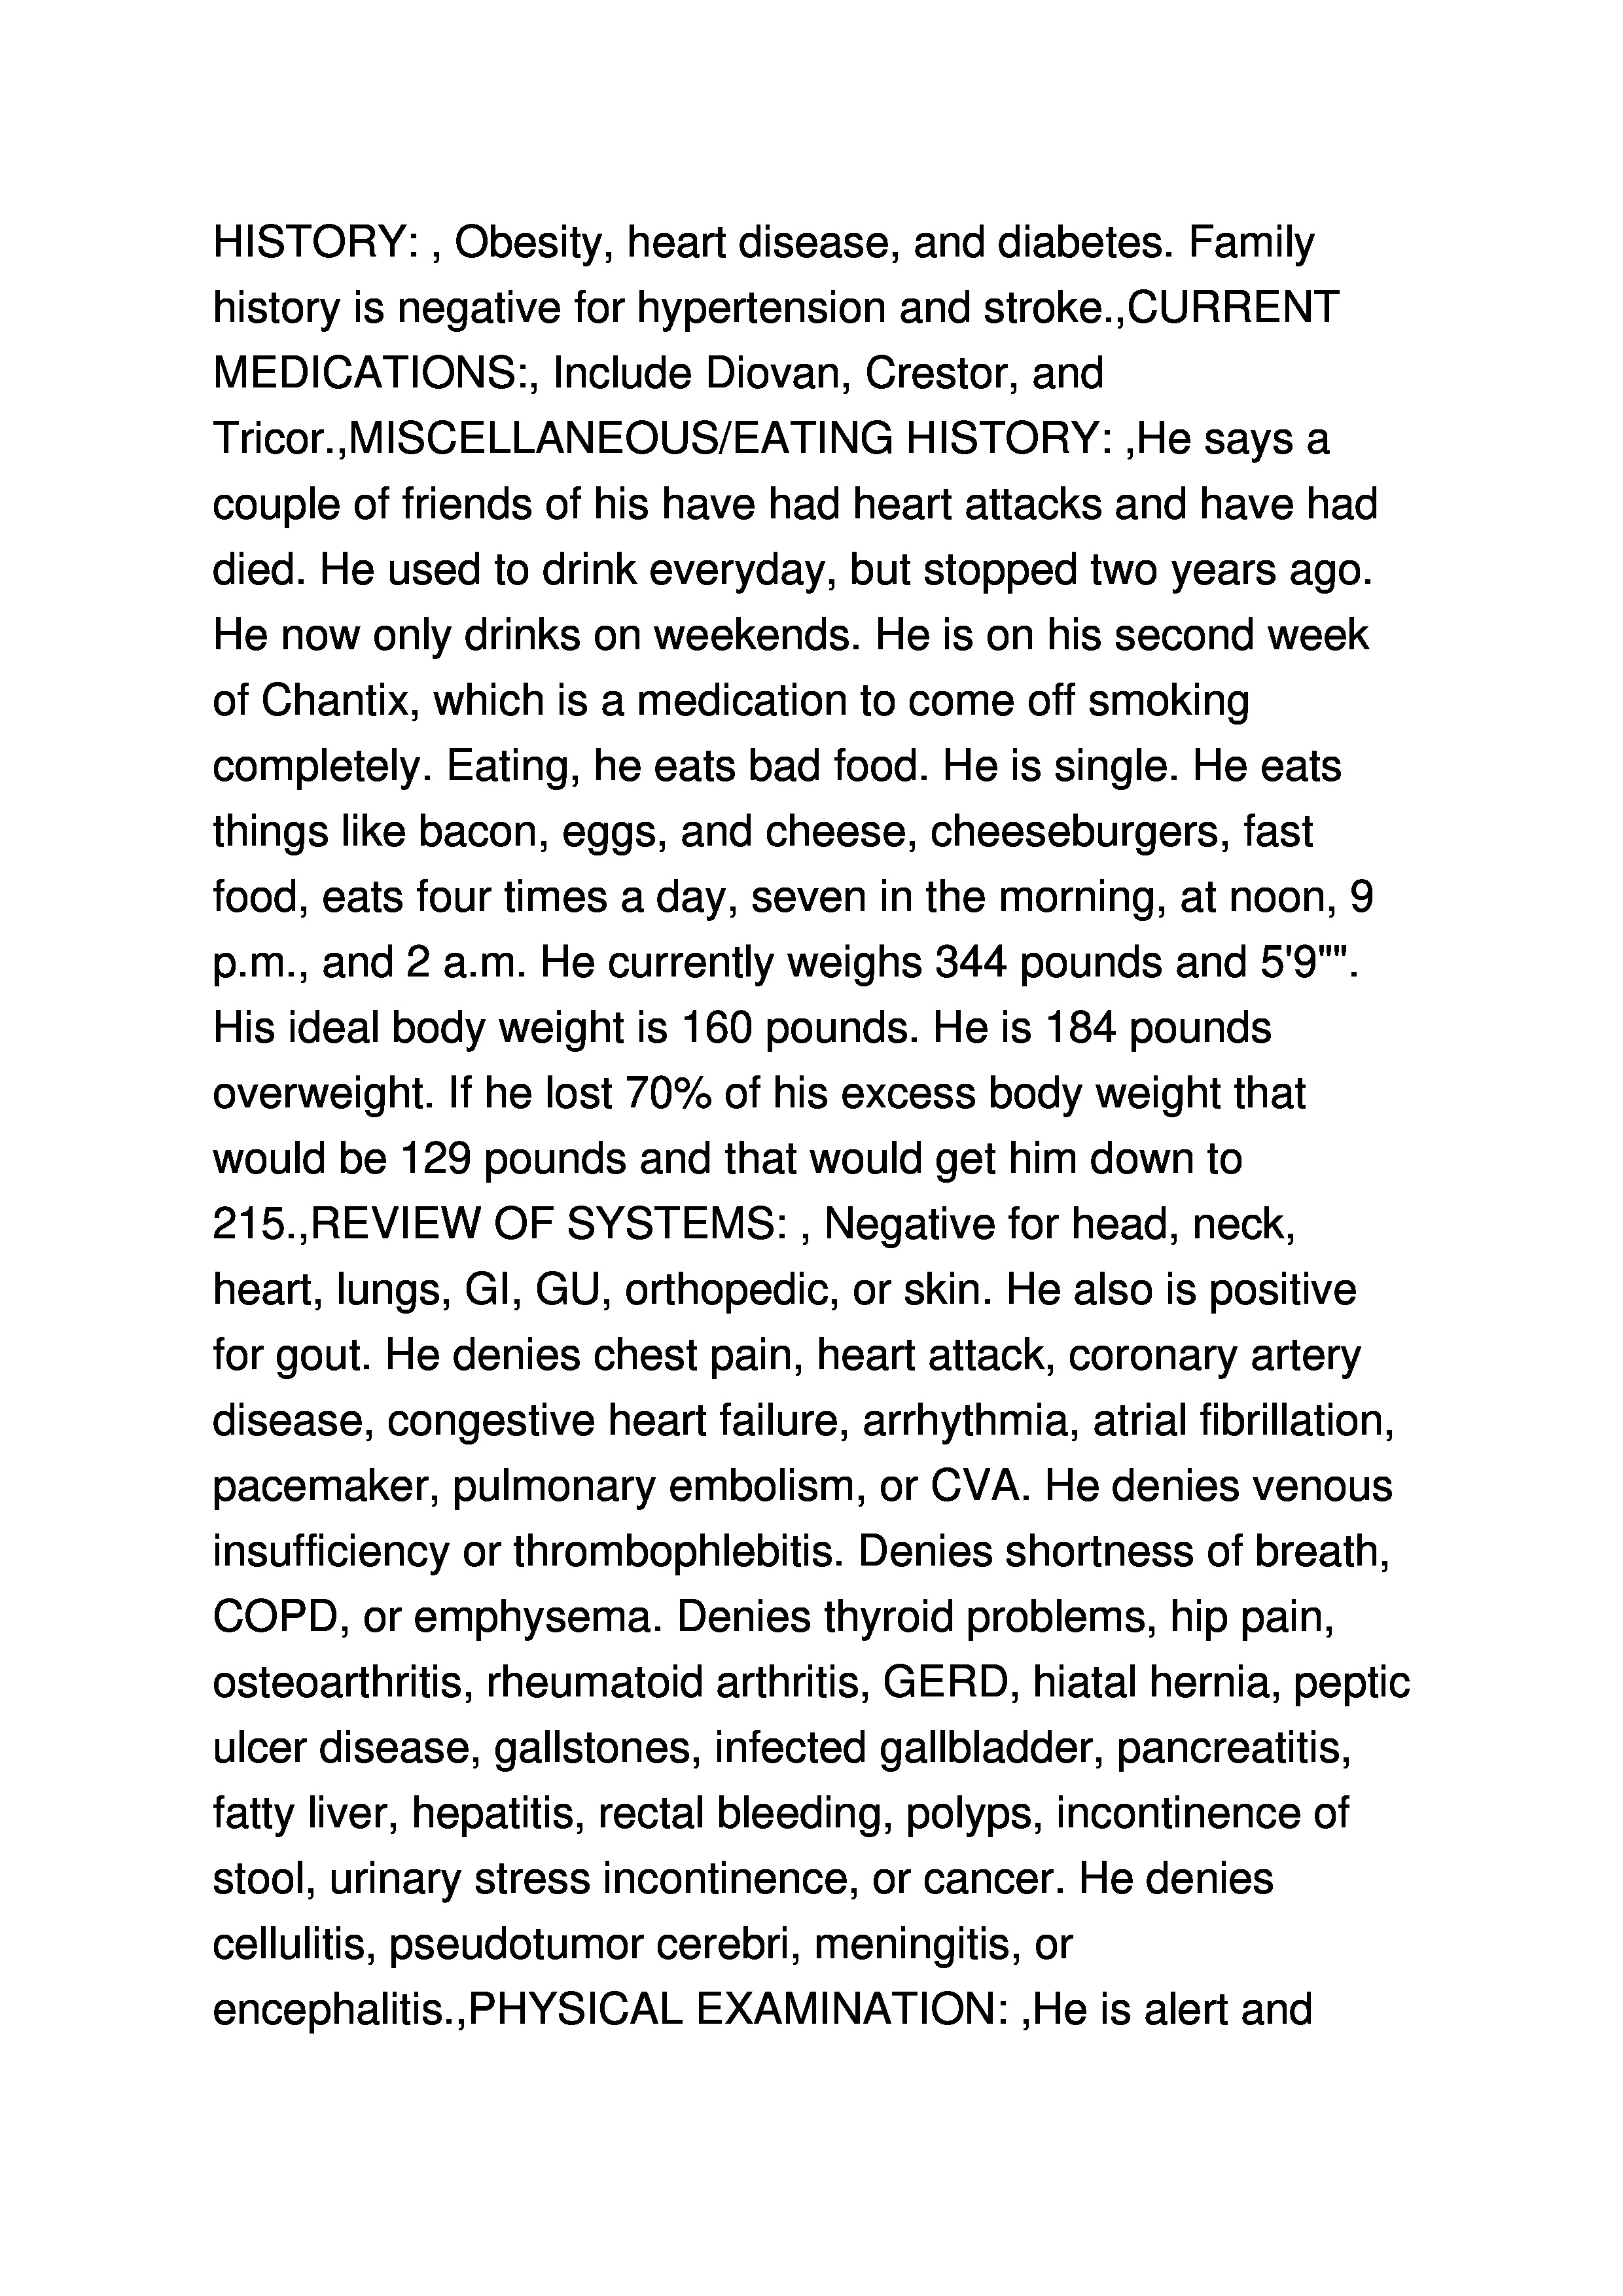 HISTORY: , Obesity, heart disease, and diabetes. Family
history is negative for hypertension and stroke.,CURRENT
MEDICATIONS:, Include Diovan, Crestor, and
Tricor.,MISCELLANEOUS/EATING HISTORY: ,He says a
couple of friends of his have had heart attacks and have had
died. He used to drink everyday, but stopped two years ago.
He now only drinks on weekends. He is on his second week
of Chantix, which is a medication to come off smoking
completely. Eating, he eats bad food. He is single. He eats
things like bacon, eggs, and cheese, cheeseburgers, fast
food, eats four times a day, seven in the morning, at noon, 9
p.m., and 2 a.m. He currently weighs 344 pounds and 5'9"".
His ideal body weight is 160 pounds. He is 184 pounds
overweight. If he lost 70% of his excess body weight that
would be 129 pounds and that would get him down to
215.,REVIEW OF SYSTEMS: , Negative for head, neck,
heart, lungs, GI, GU, orthopedic, or skin. He also is positive
for gout. He denies chest pain, heart attack, coronary artery
disease, congestive heart failure, arrhythmia, atrial fibrillation,
pacemaker, pulmonary embolism, or CVA. He denies venous
insufficiency or thrombophlebitis. Denies shortness of breath,
COPD, or emphysema. Denies thyroid problems, hip pain,
osteoarthritis, rheumatoid arthritis, GERD, hiatal hernia, peptic
ulcer disease, gallstones, infected gallbladder, pancreatitis,
fatty liver, hepatitis, rectal bleeding, polyps, incontinence of
stool, urinary stress incontinence, or cancer. He denies
cellulitis, pseudotumor cerebri, meningitis, or
encephalitis.,PHYSICAL EXAMINATION: ,He is alert and